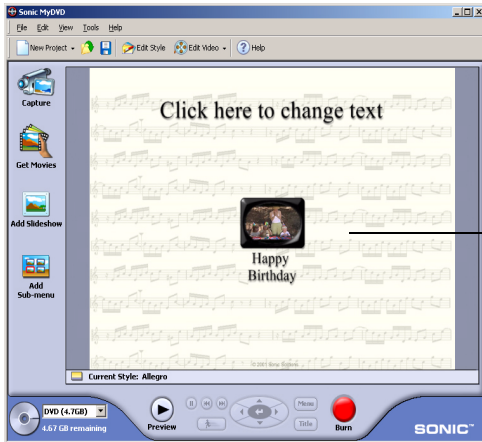 Sonic MyDVD
File Edit View Tools Help
New Project Edit Style Edit Video Help
Capture
Get Movies
Add Slideshow
Add
Sub-menu
Click here to change text
Happy
Birthday
Current Style: Allegro
DVD (4.7GB)
4.67 GB remaining
Preview
Menu
Title
Burn
SONIC™